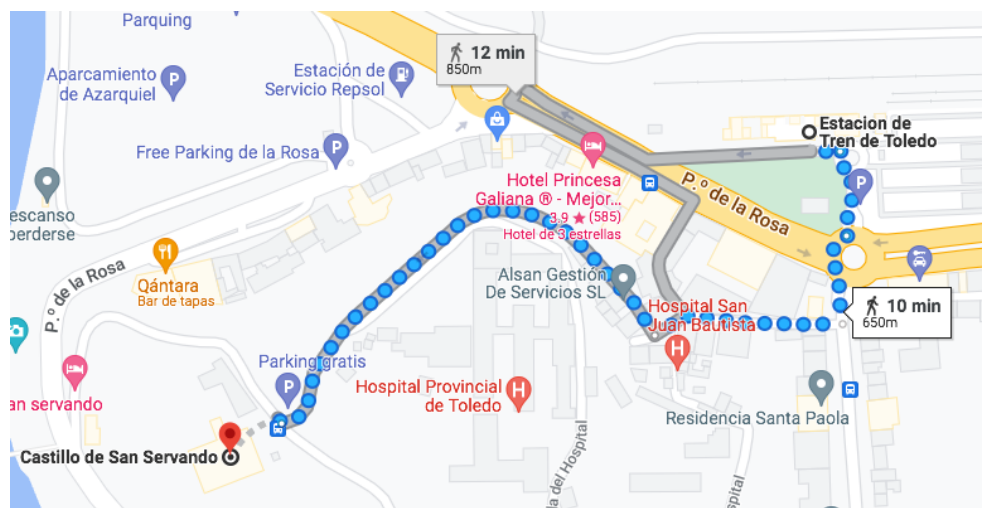 Parquing
12 min
850m
Aparcamiento
de Azarquiel
P
Estación de
Servicio Repsol
Estacion de
Tren de Toledo
Free Parking de la Rosa
P
Hotel Princesa
Galiana ® - Mejor...
3,9 ★ (585)
Hotel de 3 estrellas
P.º de la Rosa
P
escanso
perderse
P.º de la Rosa
Qántara
Bar de tapas
Alsan Gestión
De Servicios SL
Hospital San
Juan Bautista
H
10 min
650m
Parking gratis
P
an servando
Hospital Provincial
de Toledo
H
Residencia Santa Paola
Castillo de San Servando
da del Hospital
spital